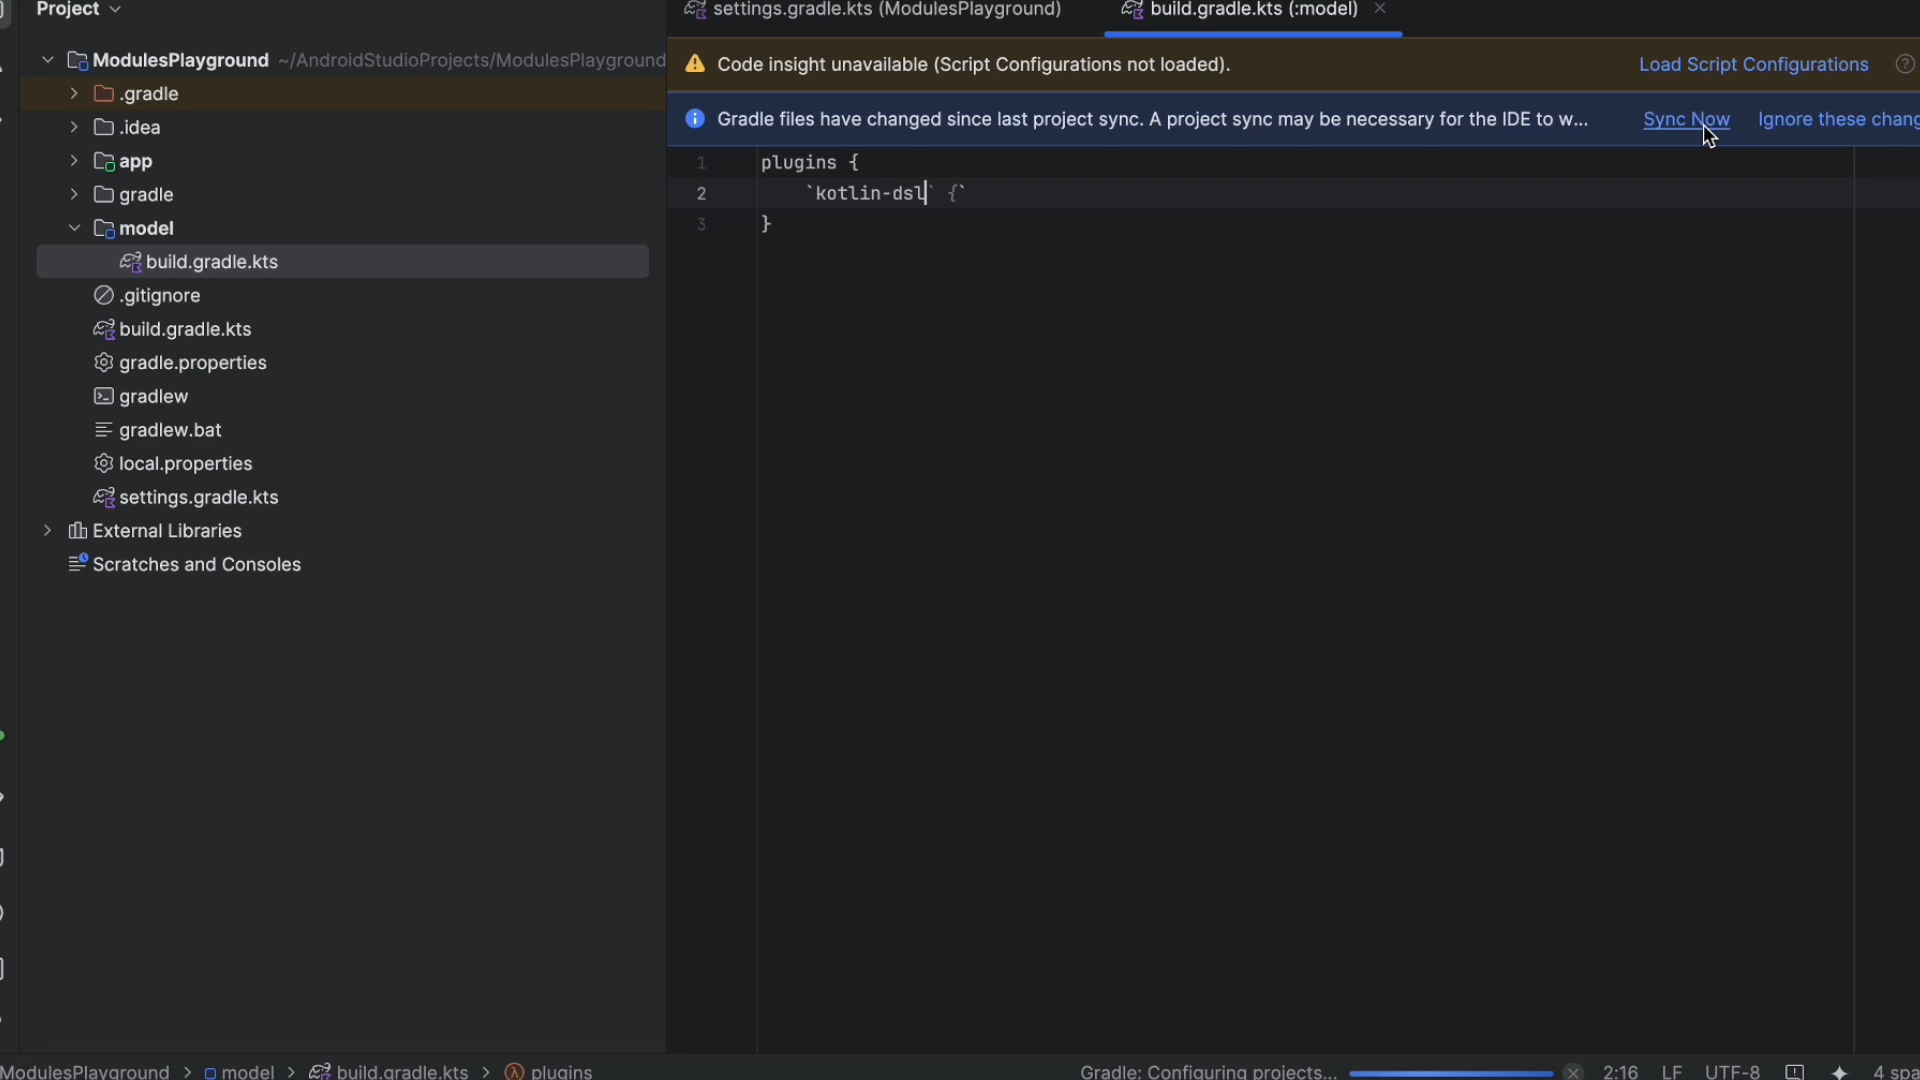 Project
settings.gradle.kts (ModulesPlayground)
build.gradle.kts (:model)
ModulesPlayground ~/AndroidStudioProjects/ModulesPlayground
Code insight unavailable (Script Configurations not loaded).
Load Script Configurations
.gradle
Gradle files have changed since last project sync. A project sync may be necessary for the IDE to w...
Sync Now
Ignore these chang
.idea
app
gradle
model
build.gradle.kts
.gitignore
build.gradle.kts
gradle.properties
gradlew
gradlew.bat
local.properties
settings.gradle.kts
External Libraries
Scratches and Consoles
1 plugins {
2 `kotlin-dsl` {`
3 }
ModulesPlayground > model > build.gradle.kts > plugins
Gradle: Configuring projects...
2:16 LF UTF-8 4 spa